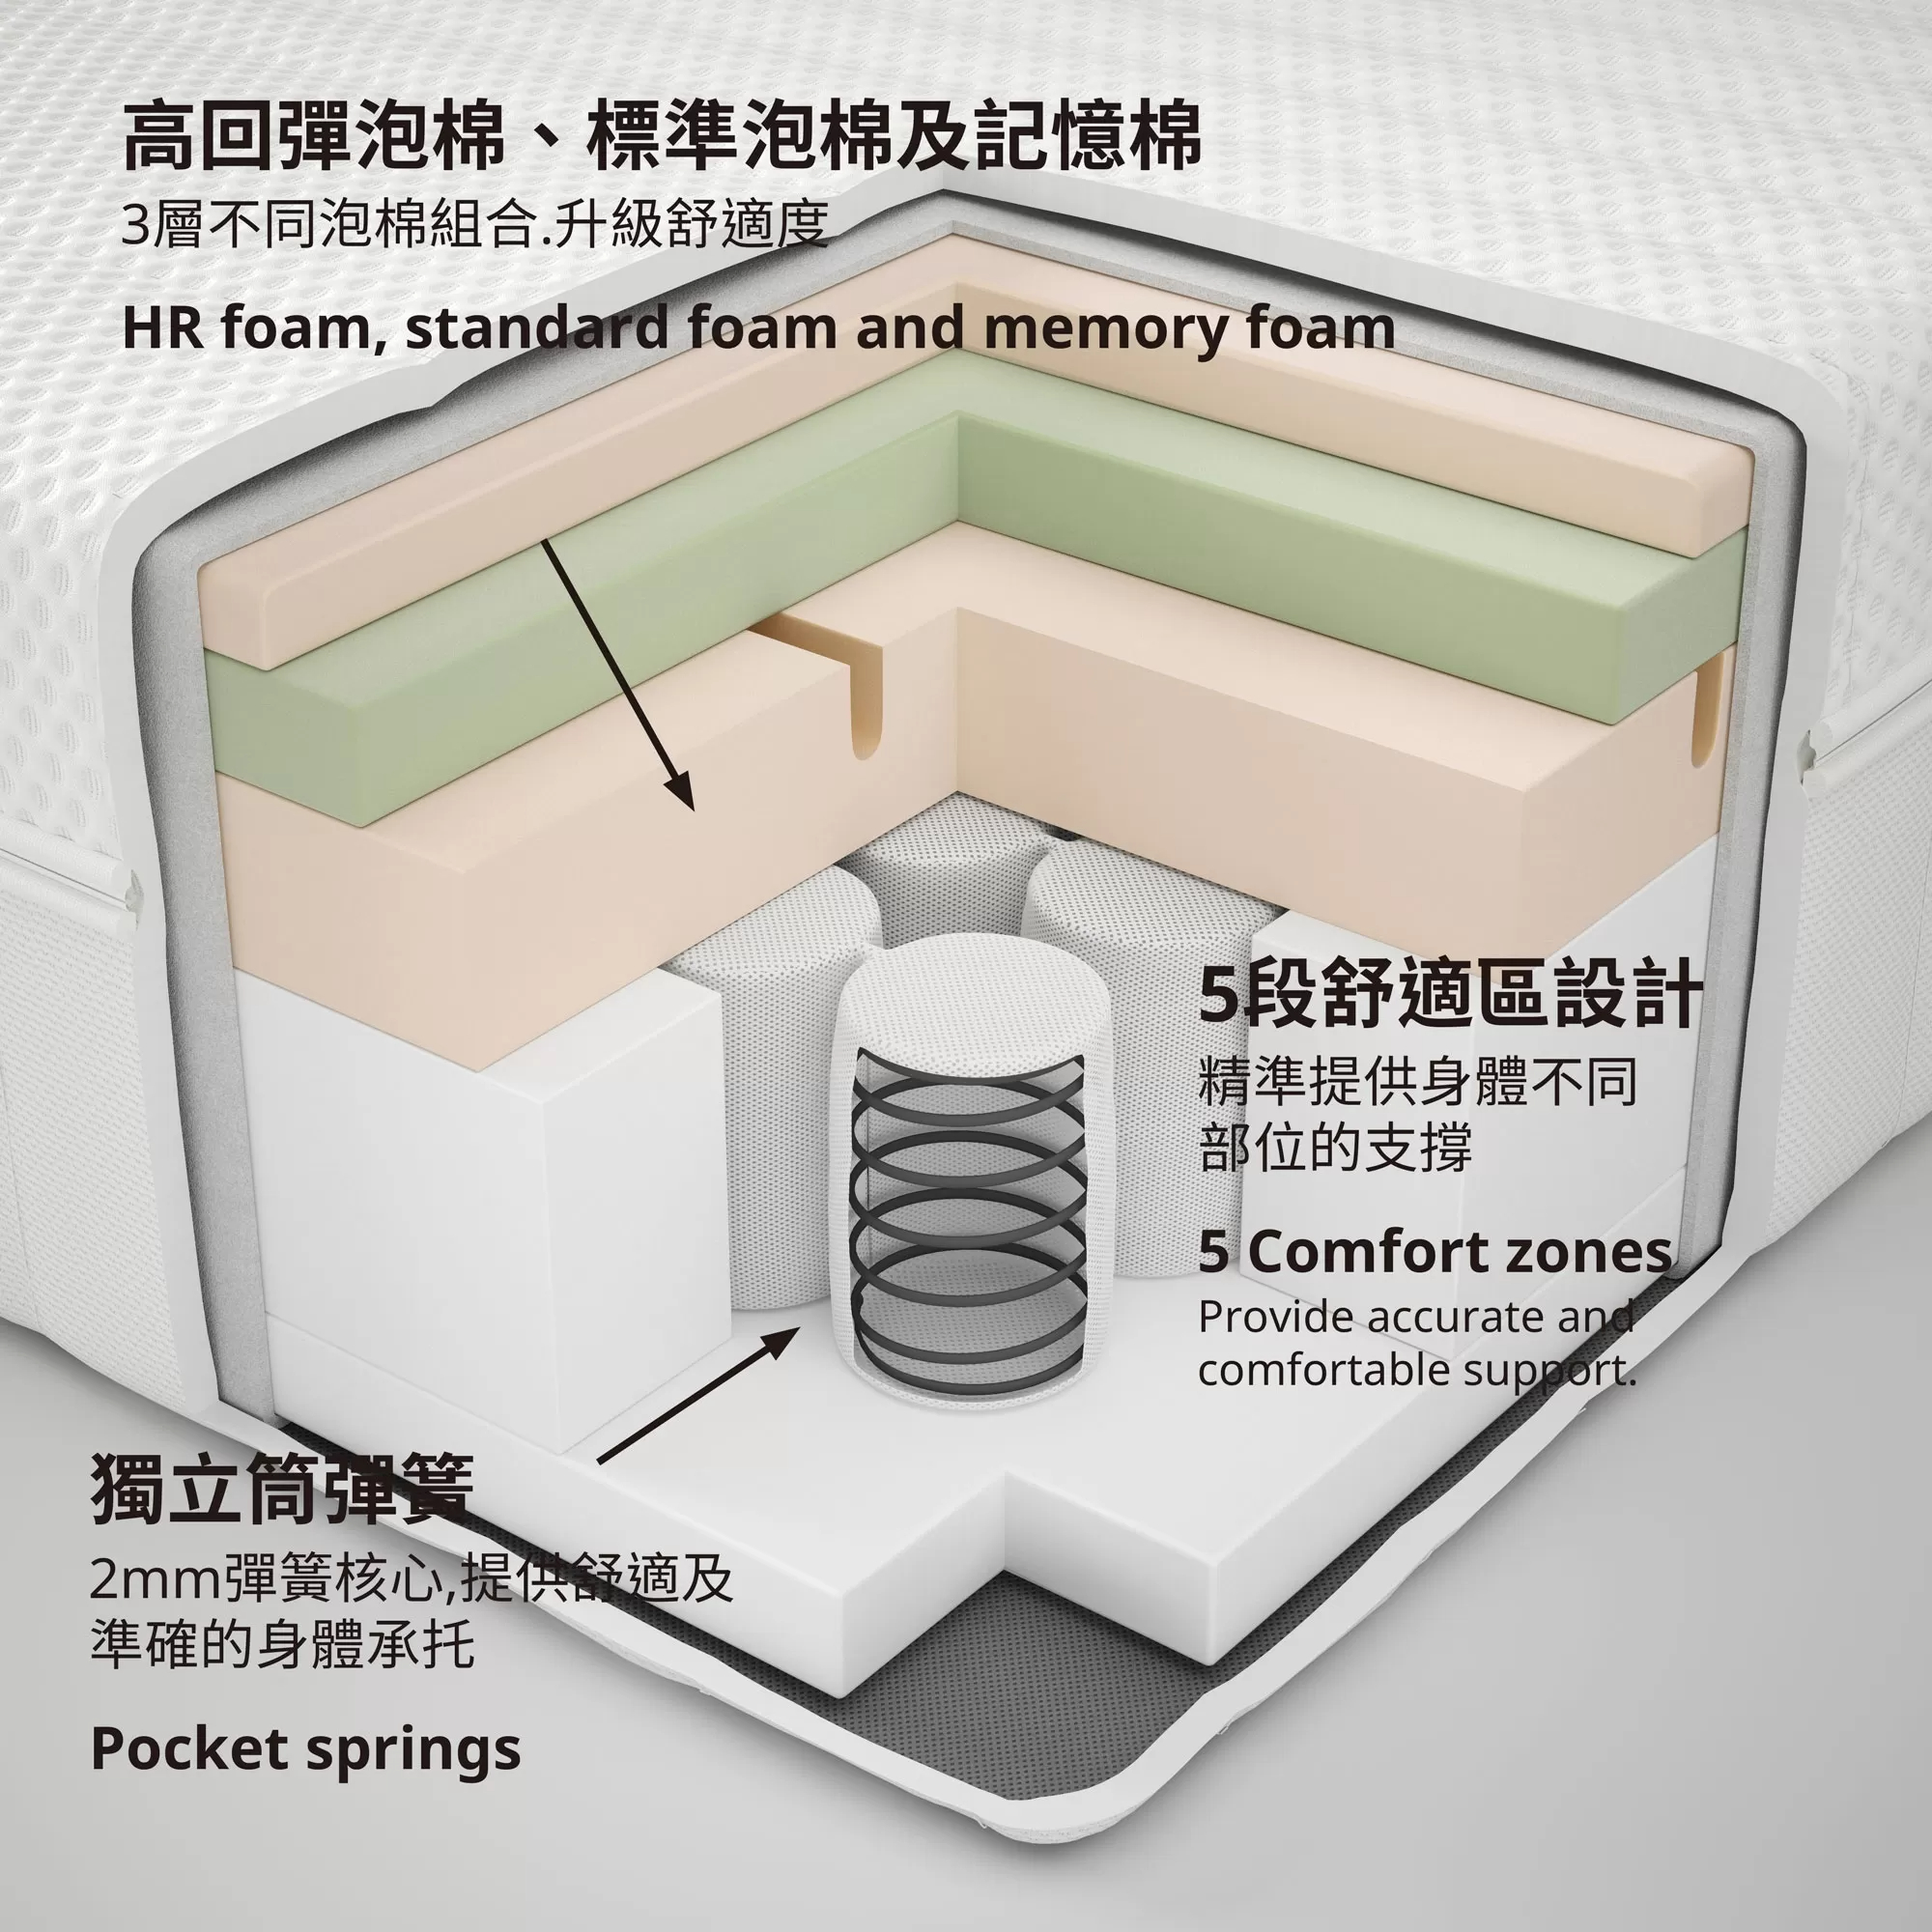 高回彈泡棉、標準泡棉及記憶棉
3層不同泡棉組合.升級舒適度
HR foam, standard foam and memory foam
5段舒適區設計
精準提供身體不同
部位的支撐
5 Comfort zones
Provide accurate and
comfortable support.
獨立筒彈簧
2mm彈簧核心,提供舒適及
準確的身體承托
Pocket springs